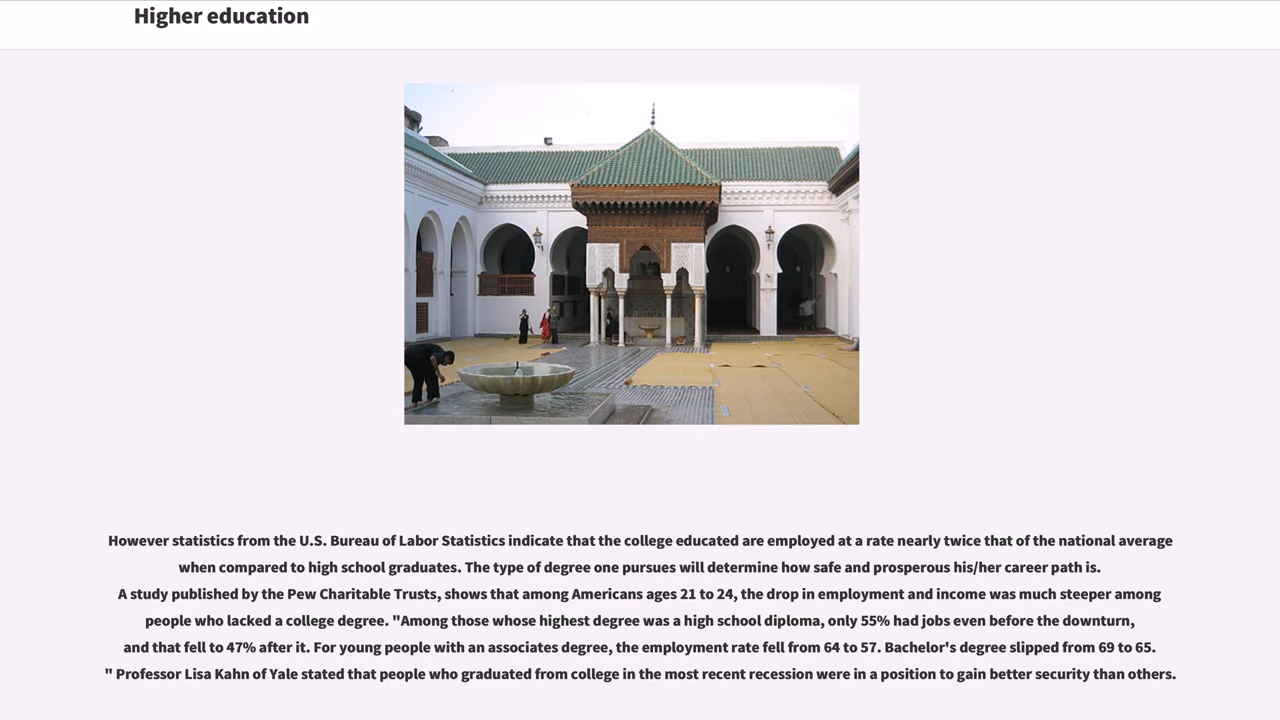 Higher education
However statistics from the U.S. Bureau of Labor Statistics indicate that the college educated are employed at a rate nearly twice that of the national average
when compared to high school graduates. The type of degree one pursues will determine how safe and prosperous his/her career path is.
A study published by the Pew Charitable Trusts, shows that among Americans ages 21 to 24, the drop in employment and income was much steeper among
people who lacked a college degree. "Among those whose highest degree was a high school diploma, only 55% had jobs even before the downturn,
and that fell to 47% after it. For young people with an associates degree, the employment rate fell from 64 to 57. Bachelor's degree slipped from 69 to 65.
" Professor Lisa Kahn of Yale stated that people who graduated from college in the most recent recession were in a position to gain better security than others.